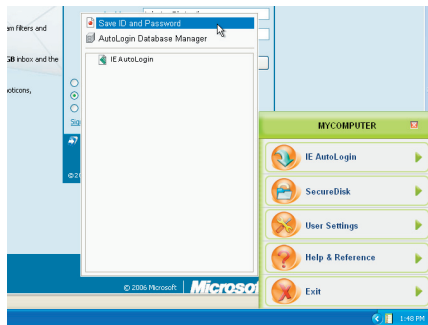 Save ID and Password
am filters and
AutoLogin Database Manager
GB inbox and the
IE AutoLogin
oticons,
MYCOMPUTER
IE AutoLogin
SecureDisk
User Settings
Help & Reference
Exit
© 2006 Microsoft
Microsof
1:48 PM